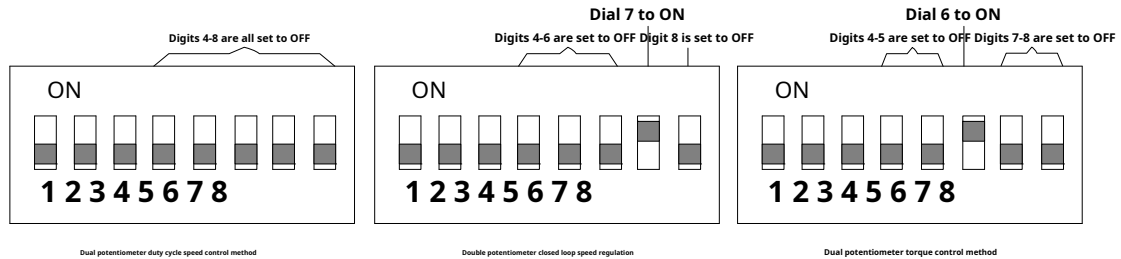 Dial 7 to ON
Dial 6 to ON
Digits 4-8 are all set to OFF
Digits 4-6 are set to OFF
Digit 8 is set to OFF
Digits 4-5 are set to OFF
Digits 7-8 are set to OFF
ON
ON
ON
1 2 3 4 5 6 7 8
1 2 3 4 5 6 7 8
1 2 3 4 5 6 7 8
Dual potentiometer duty cycle speed control method
Double potentiometer closed loop speed regulation
Dual potentiometer torque control method